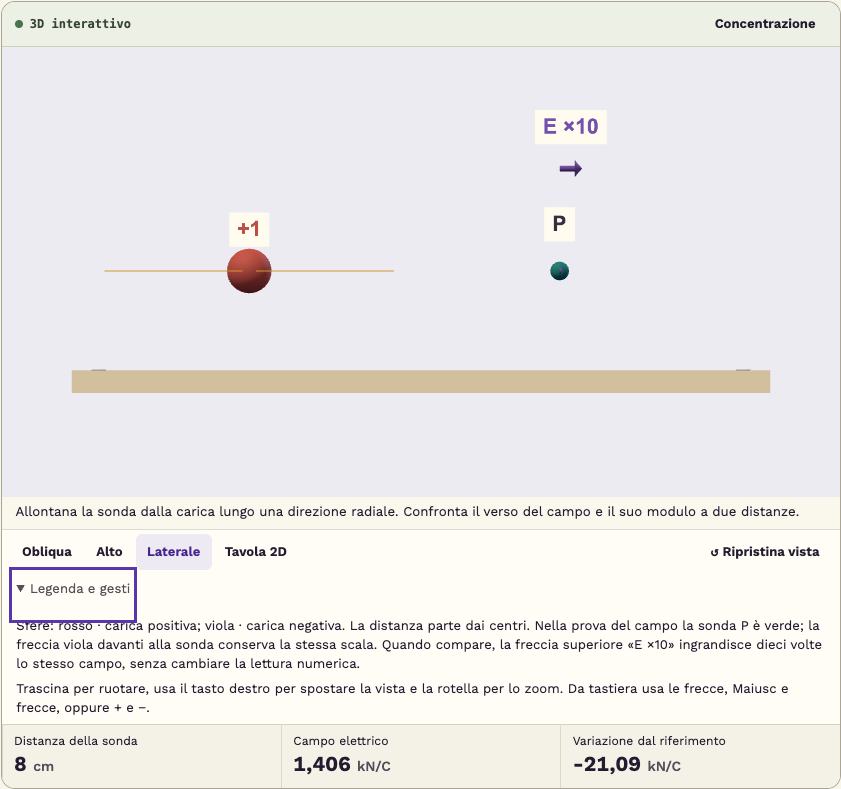 3D interattivo
Concentrazione
E ×10
P
+1
Allontana la sonda dalla carica lungo una direzione radiale. Confronta il verso del campo e il suo modulo a due distanze.
Obliqua Alto Laterale Tavola 2D ↺ Ripristina vista
▼ Legenda e gesti
Sfere: rosso · carica positiva; viola · carica negativa. La distanza parte dai centri. Nella prova del campo la sonda P è verde; la
freccia viola davanti alla sonda conserva la stessa scala. Quando compare, la freccia superiore «E ×10» ingrandisce dieci volte
lo stesso campo, senza cambiare la lettura numerica.
Trascina per ruotare, usa il tasto destro per spostare la vista e la rotella per lo zoom. Da tastiera usa le frecce, Maiusc e
frecce, oppure + e −.
Distanza della sonda
8 cm
Campo elettrico
1,406 kN/C
Variazione dal riferimento
-21,09 kN/C